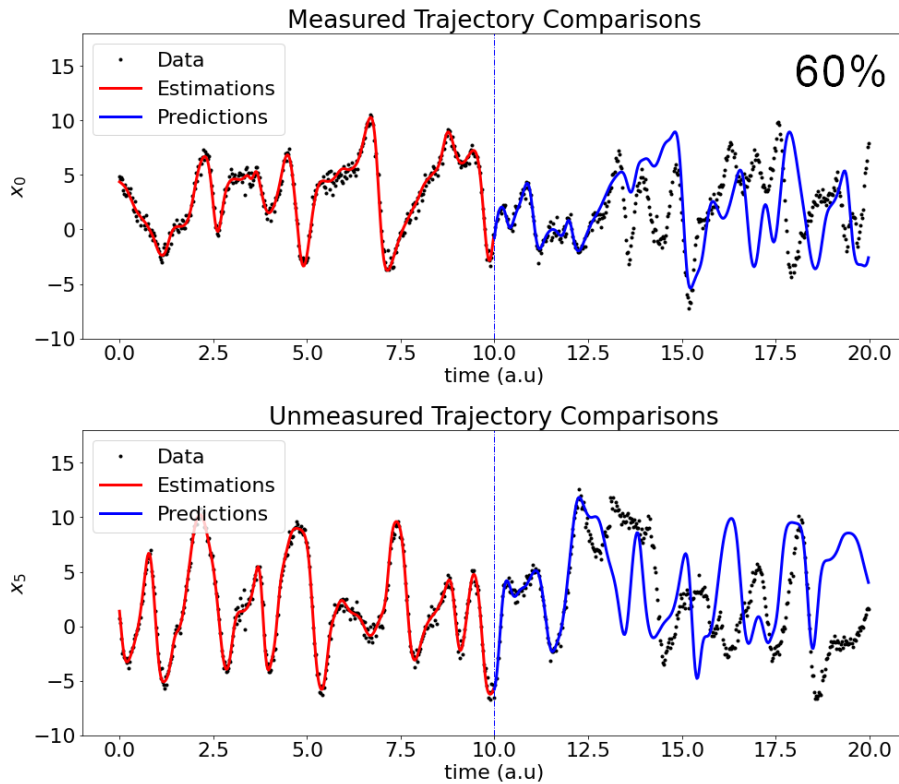 Measured Trajectory Comparisons
Data
Estimations
Predictions
60%
15
10
5
0
−5
−10
x0
0.0 2.5 5.0 7.5 10.0 12.5 15.0 17.5 20.0
time (a.u)
Unmeasured Trajectory Comparisons
Data
Estimations
Predictions
15
10
5
0
−5
−10
x5
0.0 2.5 5.0 7.5 10.0 12.5 15.0 17.5 20.0
time (a.u)